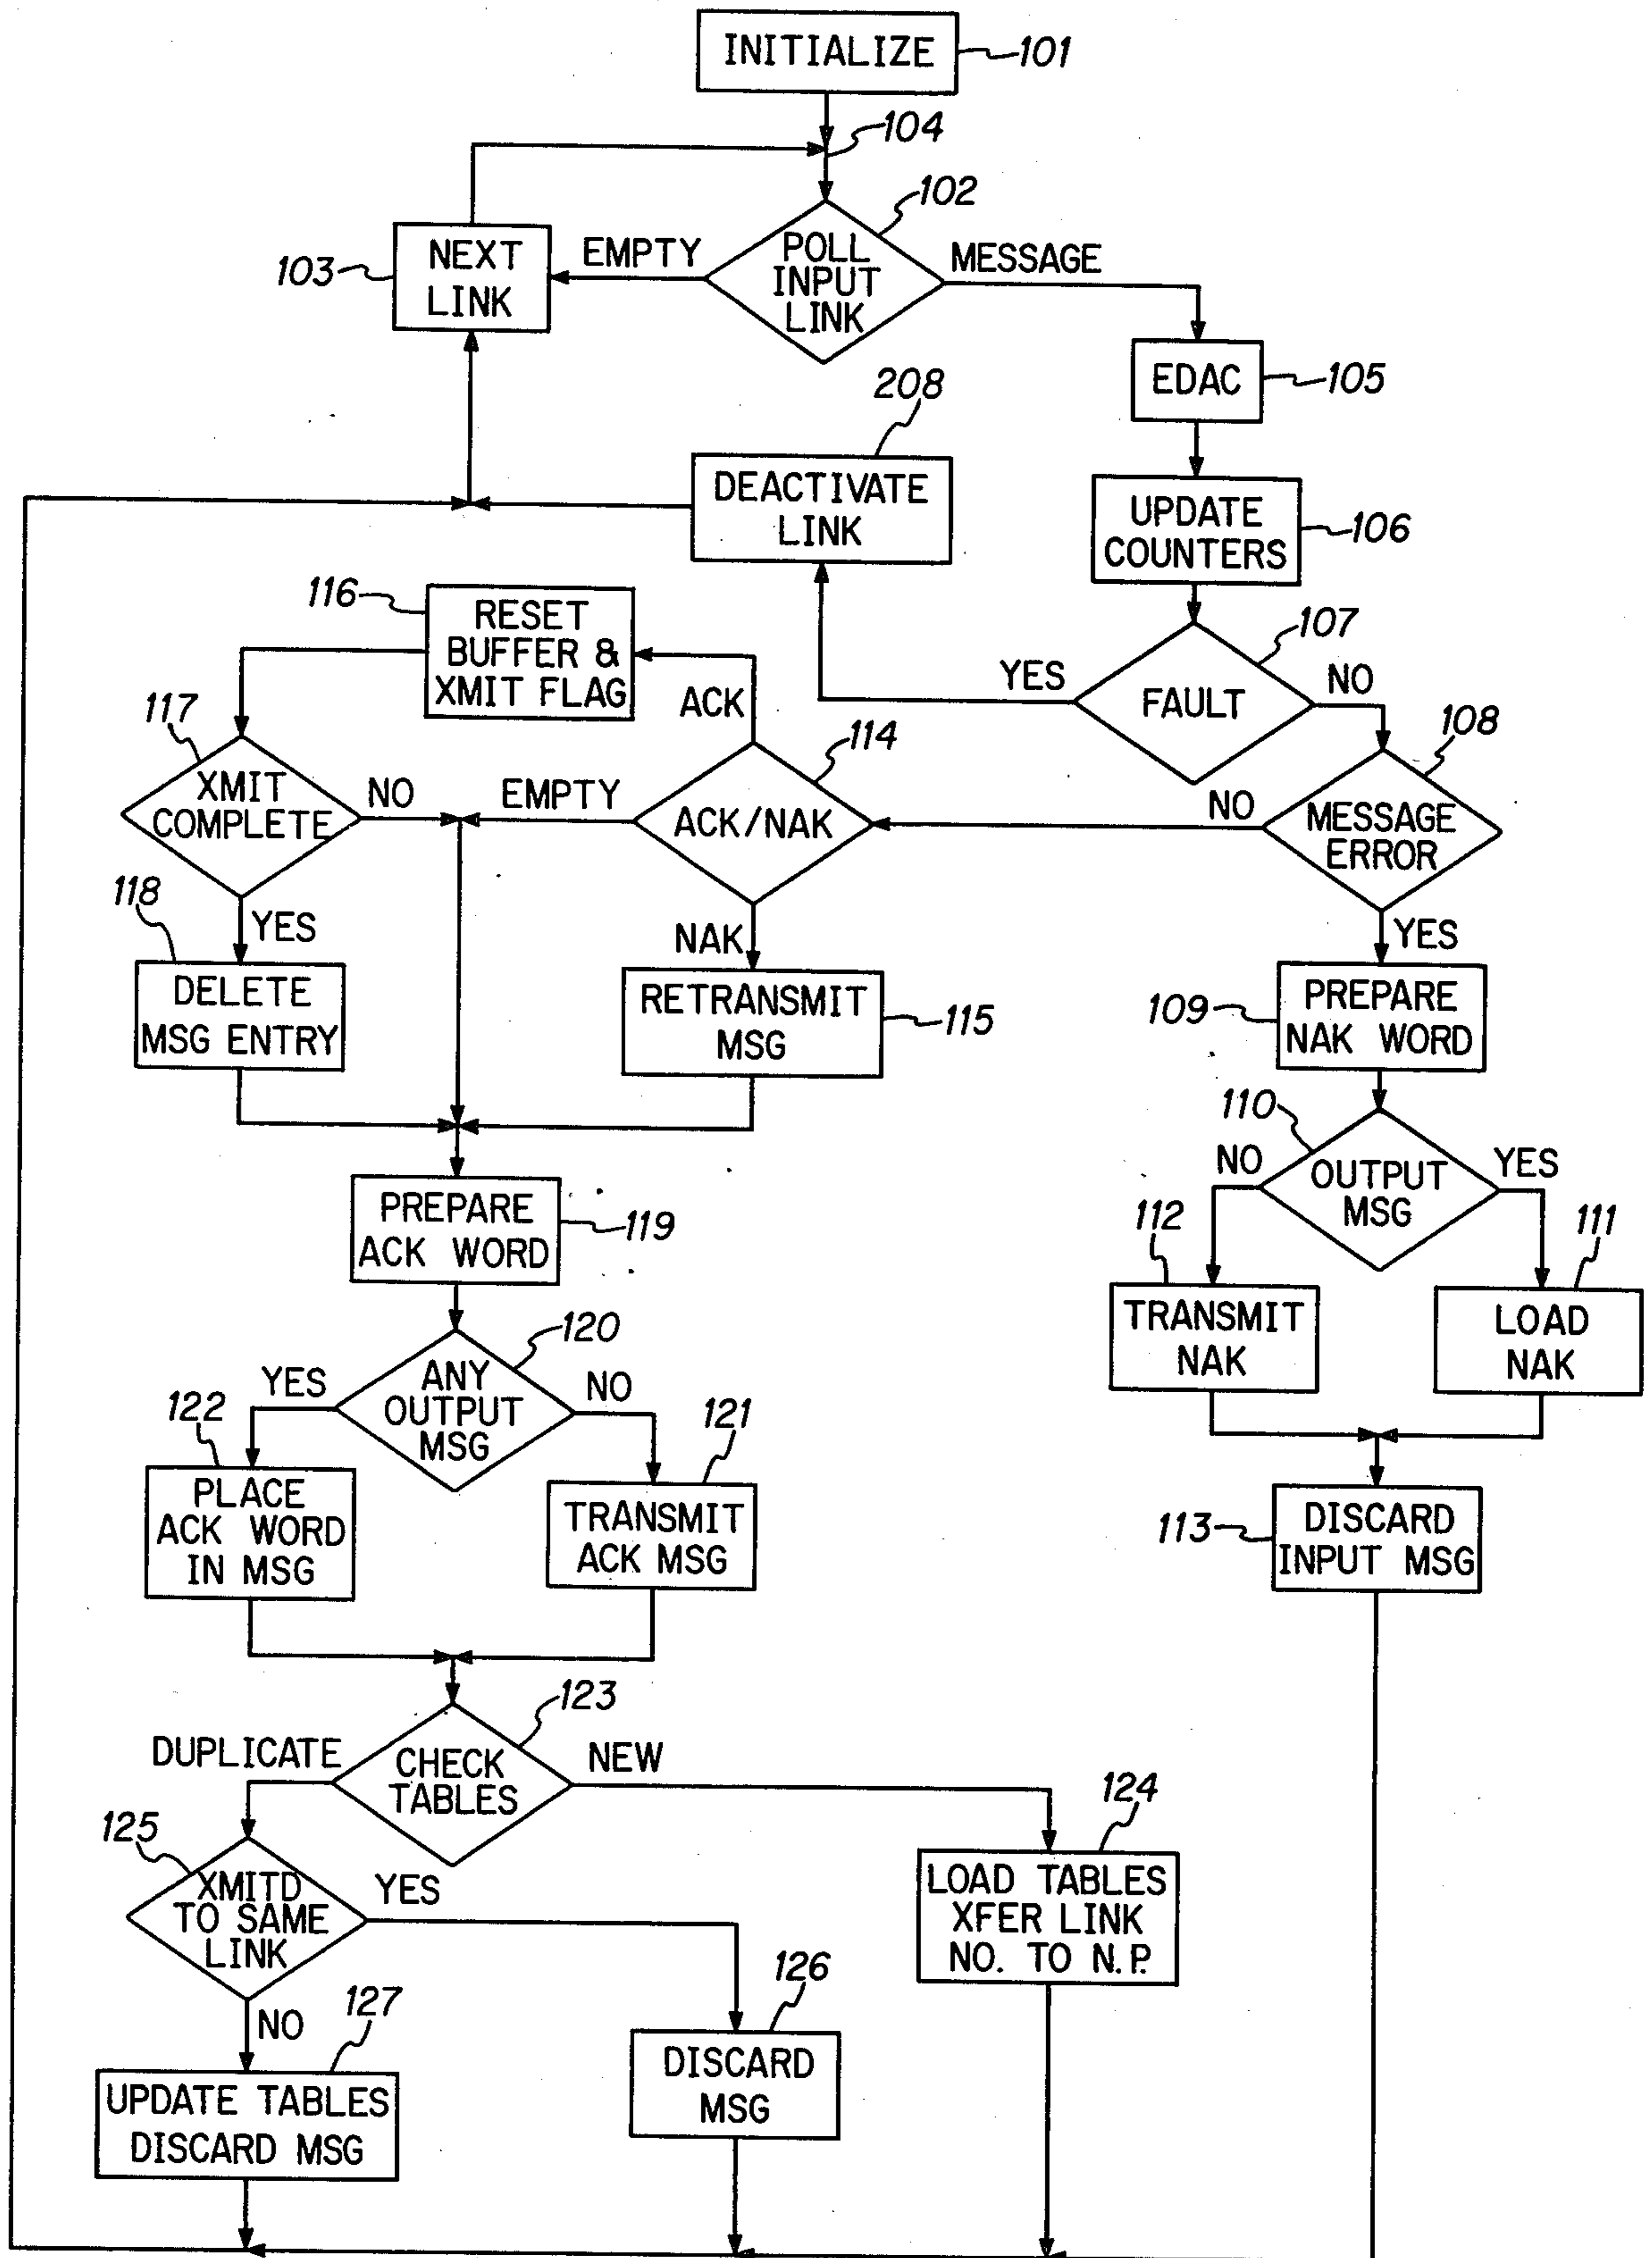 INITIALIZE
101
104
102
POLL
INPUT
LINK
EMPTY
MESSAGE
103
NEXT
LINK
EDAC
105
208
DEACTIVATE
LINK
UPDATE
COUNTERS
106
116
RESET
BUFFER &
XMIT FLAG
107
YES
FAULT
NO
ACK
117
XMIT
COMPLETE
NO
EMPTY
114
ACK/NAK
NO
108
MESSAGE
ERROR
118
YES
NAK
YES
DELETE
MSG ENTRY
RETRANSMIT
MSG
115
109
PREPARE
NAK WORD
110
NO
OUTPUT
MSG
YES
PREPARE
ACK WORD
119
112
111
TRANSMIT
NAK
LOAD
NAK
120
YES
ANY
OUTPUT
MSG
NO
122
121
PLACE
ACK WORD
IN MSG
TRANSMIT
ACK MSG
113
DISCARD
INPUT MSG
123
DUPLICATE
CHECK
TABLES
NEW
124
125
XMITD
TO SAME
LINK
YES
LOAD TABLES
XFER LINK
NO. TO N.P.
126
127
NO
DISCARD
MSG
UPDATE TABLES
DISCARD MSG